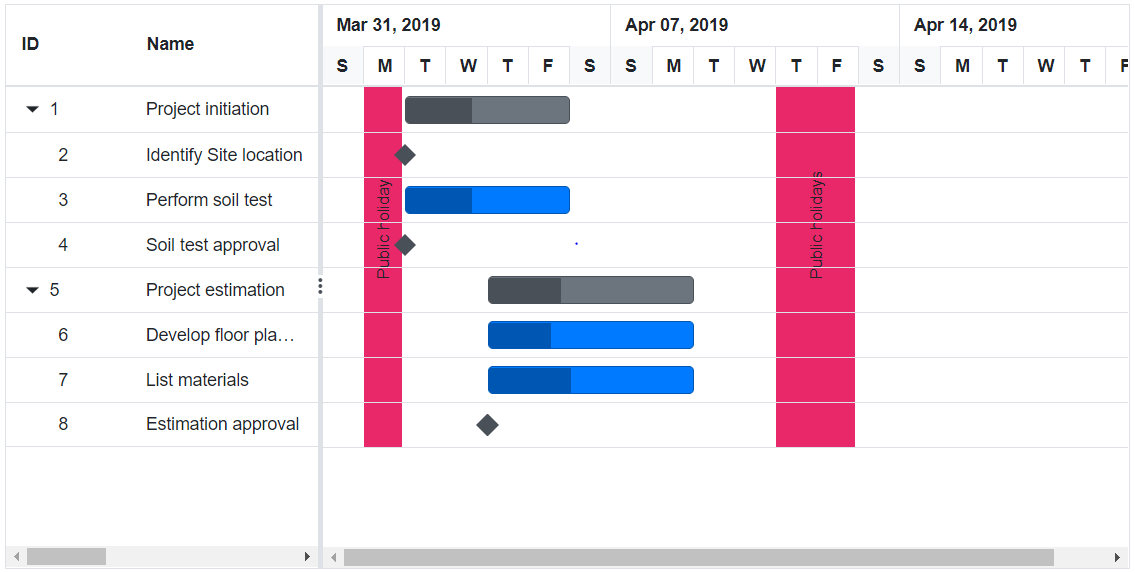 ID Name Mar 31, 2019 Apr 07, 2019 Apr 14, 2019
S M T W T F S S M T W T F S S M T W T F
1 Project initiation
2 Identify Site location
3 Perform soil test
4 Soil test approval
5 Project estimation
6 Develop floor pla…
7 List materials
8 Estimation approval
Public holiday
Public holidays